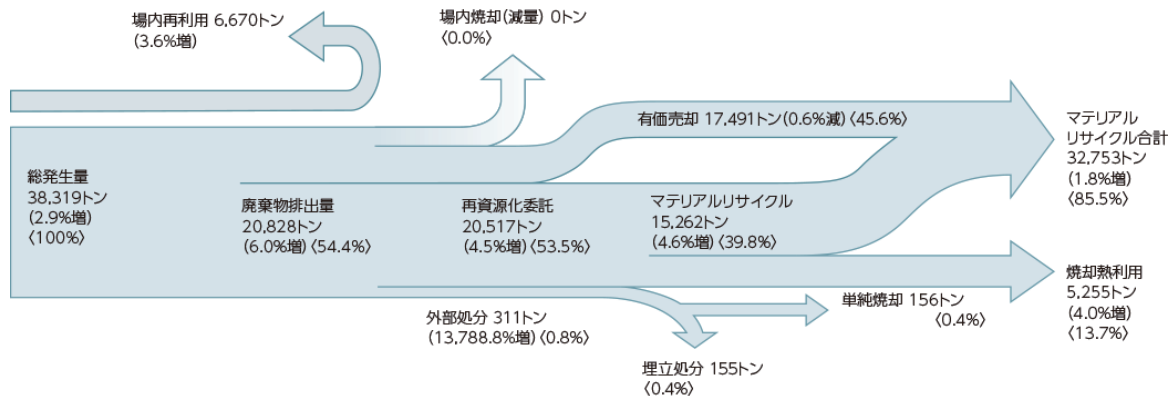 場内再利用 6,670トン
(3.6%増)
場内焼却(減量) 0トン
〈0.0%〉
有価売却 17,491トン(0.6%減)〈45.6%〉
マテリアル
リサイクル合計
32,753トン
(1.8%増)
〈85.5%〉
総発生量
38,319トン
(2.9%増)
〈100%〉
廃棄物排出量
20,828トン
(6.0%増)〈54.4%〉
再資源化委託
20,517トン
(4.5%増)〈53.5%〉
マテリアルリサイクル
15,262トン
(4.6%増)〈39.8%〉
焼却熱利用
5,255トン
(4.0%増)
〈13.7%〉
外部処分 311トン
(13,788.8%増)〈0.8%〉
単純焼却 156トン
〈0.4%〉
埋立処分 155トン
〈0.4%〉